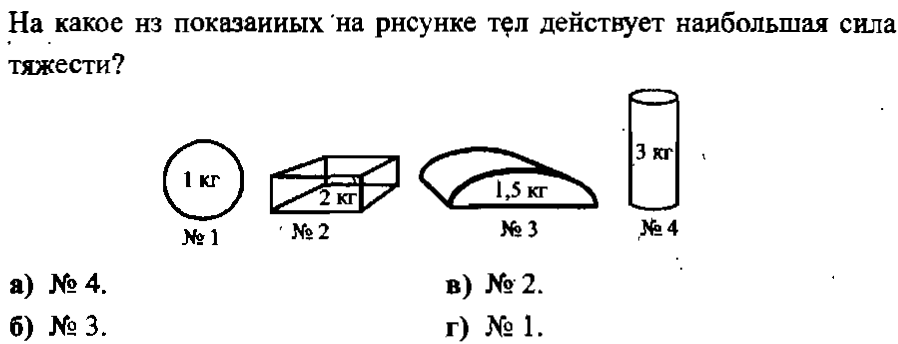 На какое из показанных на рисунке тел действует наибольшая сила
тяжести?
1 кг
2 кг
1,5 кг
3 кг
№ 1
№ 2
№ 3
№ 4
а) № 4.
в) № 2.
б) № 3.
г) № 1.